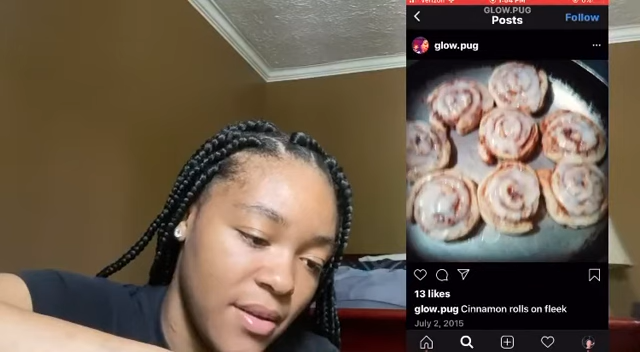 GLOW.PUG
Posts
Follow
glow.pug
13 likes
glow.pug Cinnamon rolls on fleek
July 2, 2015